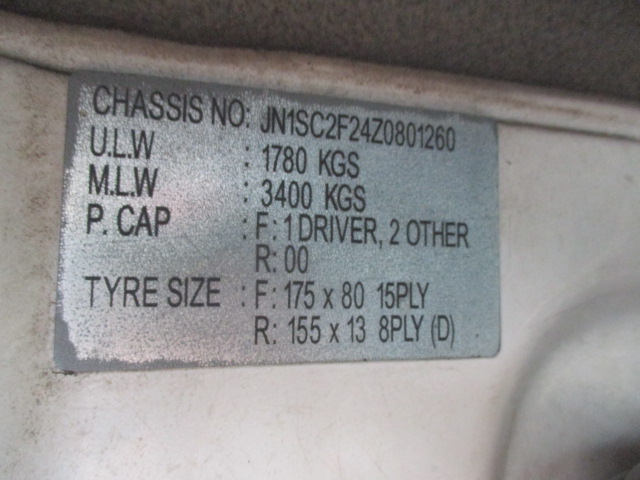 CHASSIS NO: JN1SC2F24Z0801260
U.L.W : 1780 KGS
M.L.W : 3400 KGS
P. CAP : F: 1 DRIVER, 2 OTHER
R: 00
TYRE SIZE : F: 175 x 80 15PLY
R: 155 x 13 8PLY (D)